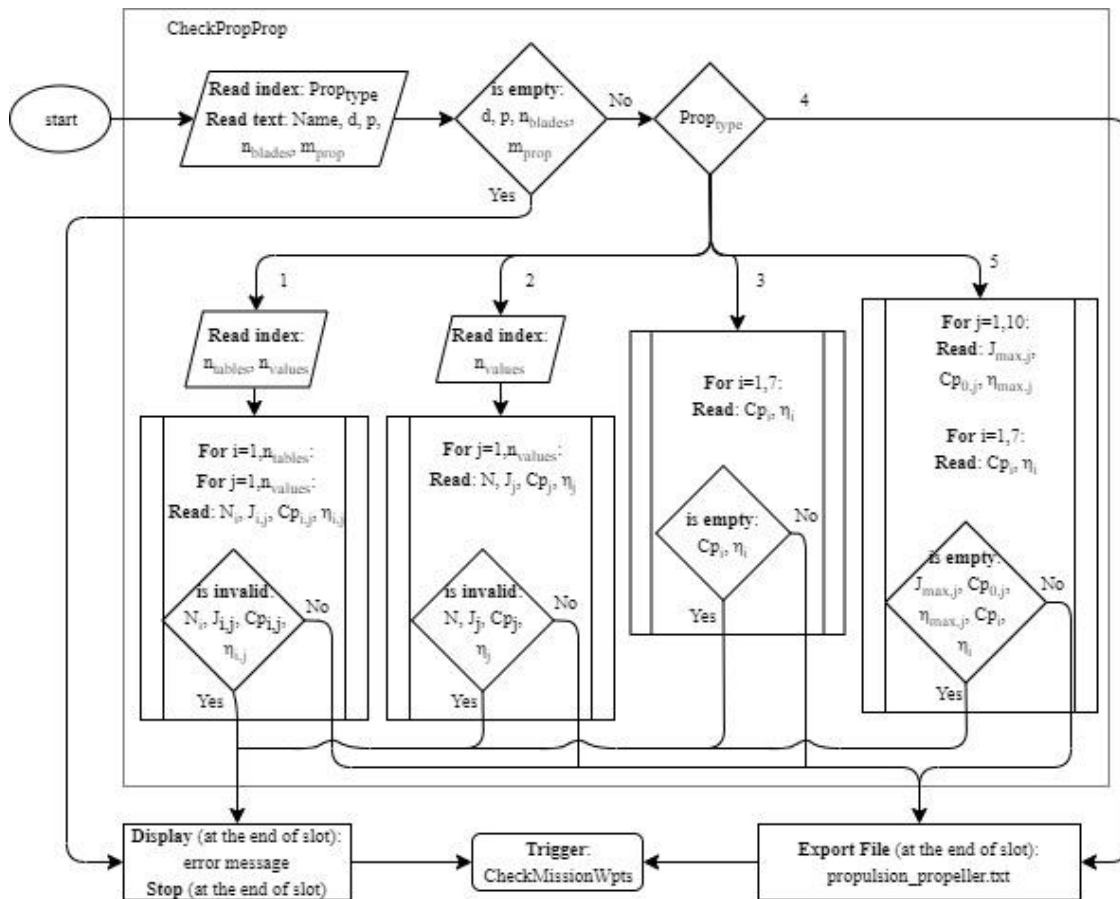 CheckPropProp
start
Read index: Prop_type
Read text: Name, d, p,
n_blades, m_prop
is empty:
d, p, n_blades,
m_prop
No
Yes
Prop_type
4
1
2
3
5
Read index:
n_tables, n_values
For i=1,n_tables:
For j=1,n_values:
Read: N_i, J_i,j, Cp_i,j, η_i,j
is invalid:
N_i, J_i,j, Cp_i,j,
η_i,j
No
Yes
Read index:
n_values
For j=1,n_values:
Read: N, J_j, Cp_j, η_j
is invalid:
N, J_j, Cp_j,
η_j
No
Yes
For i=1,7:
Read: Cp_i, η_i
is empty:
Cp_i, η_i
No
Yes
For j=1,10:
Read: J_max,j,
Cp_0,j, η_max,j
For i=1,7:
Read: Cp_i, η_i
is empty:
J_max,j, Cp_0,j,
η_max,j, Cp_i,
η_i
No
Yes
Display (at the end of slot):
error message
Stop (at the end of slot)
Trigger:
CheckMissionWpts
Export File (at the end of slot):
propulsion_propeller.txt